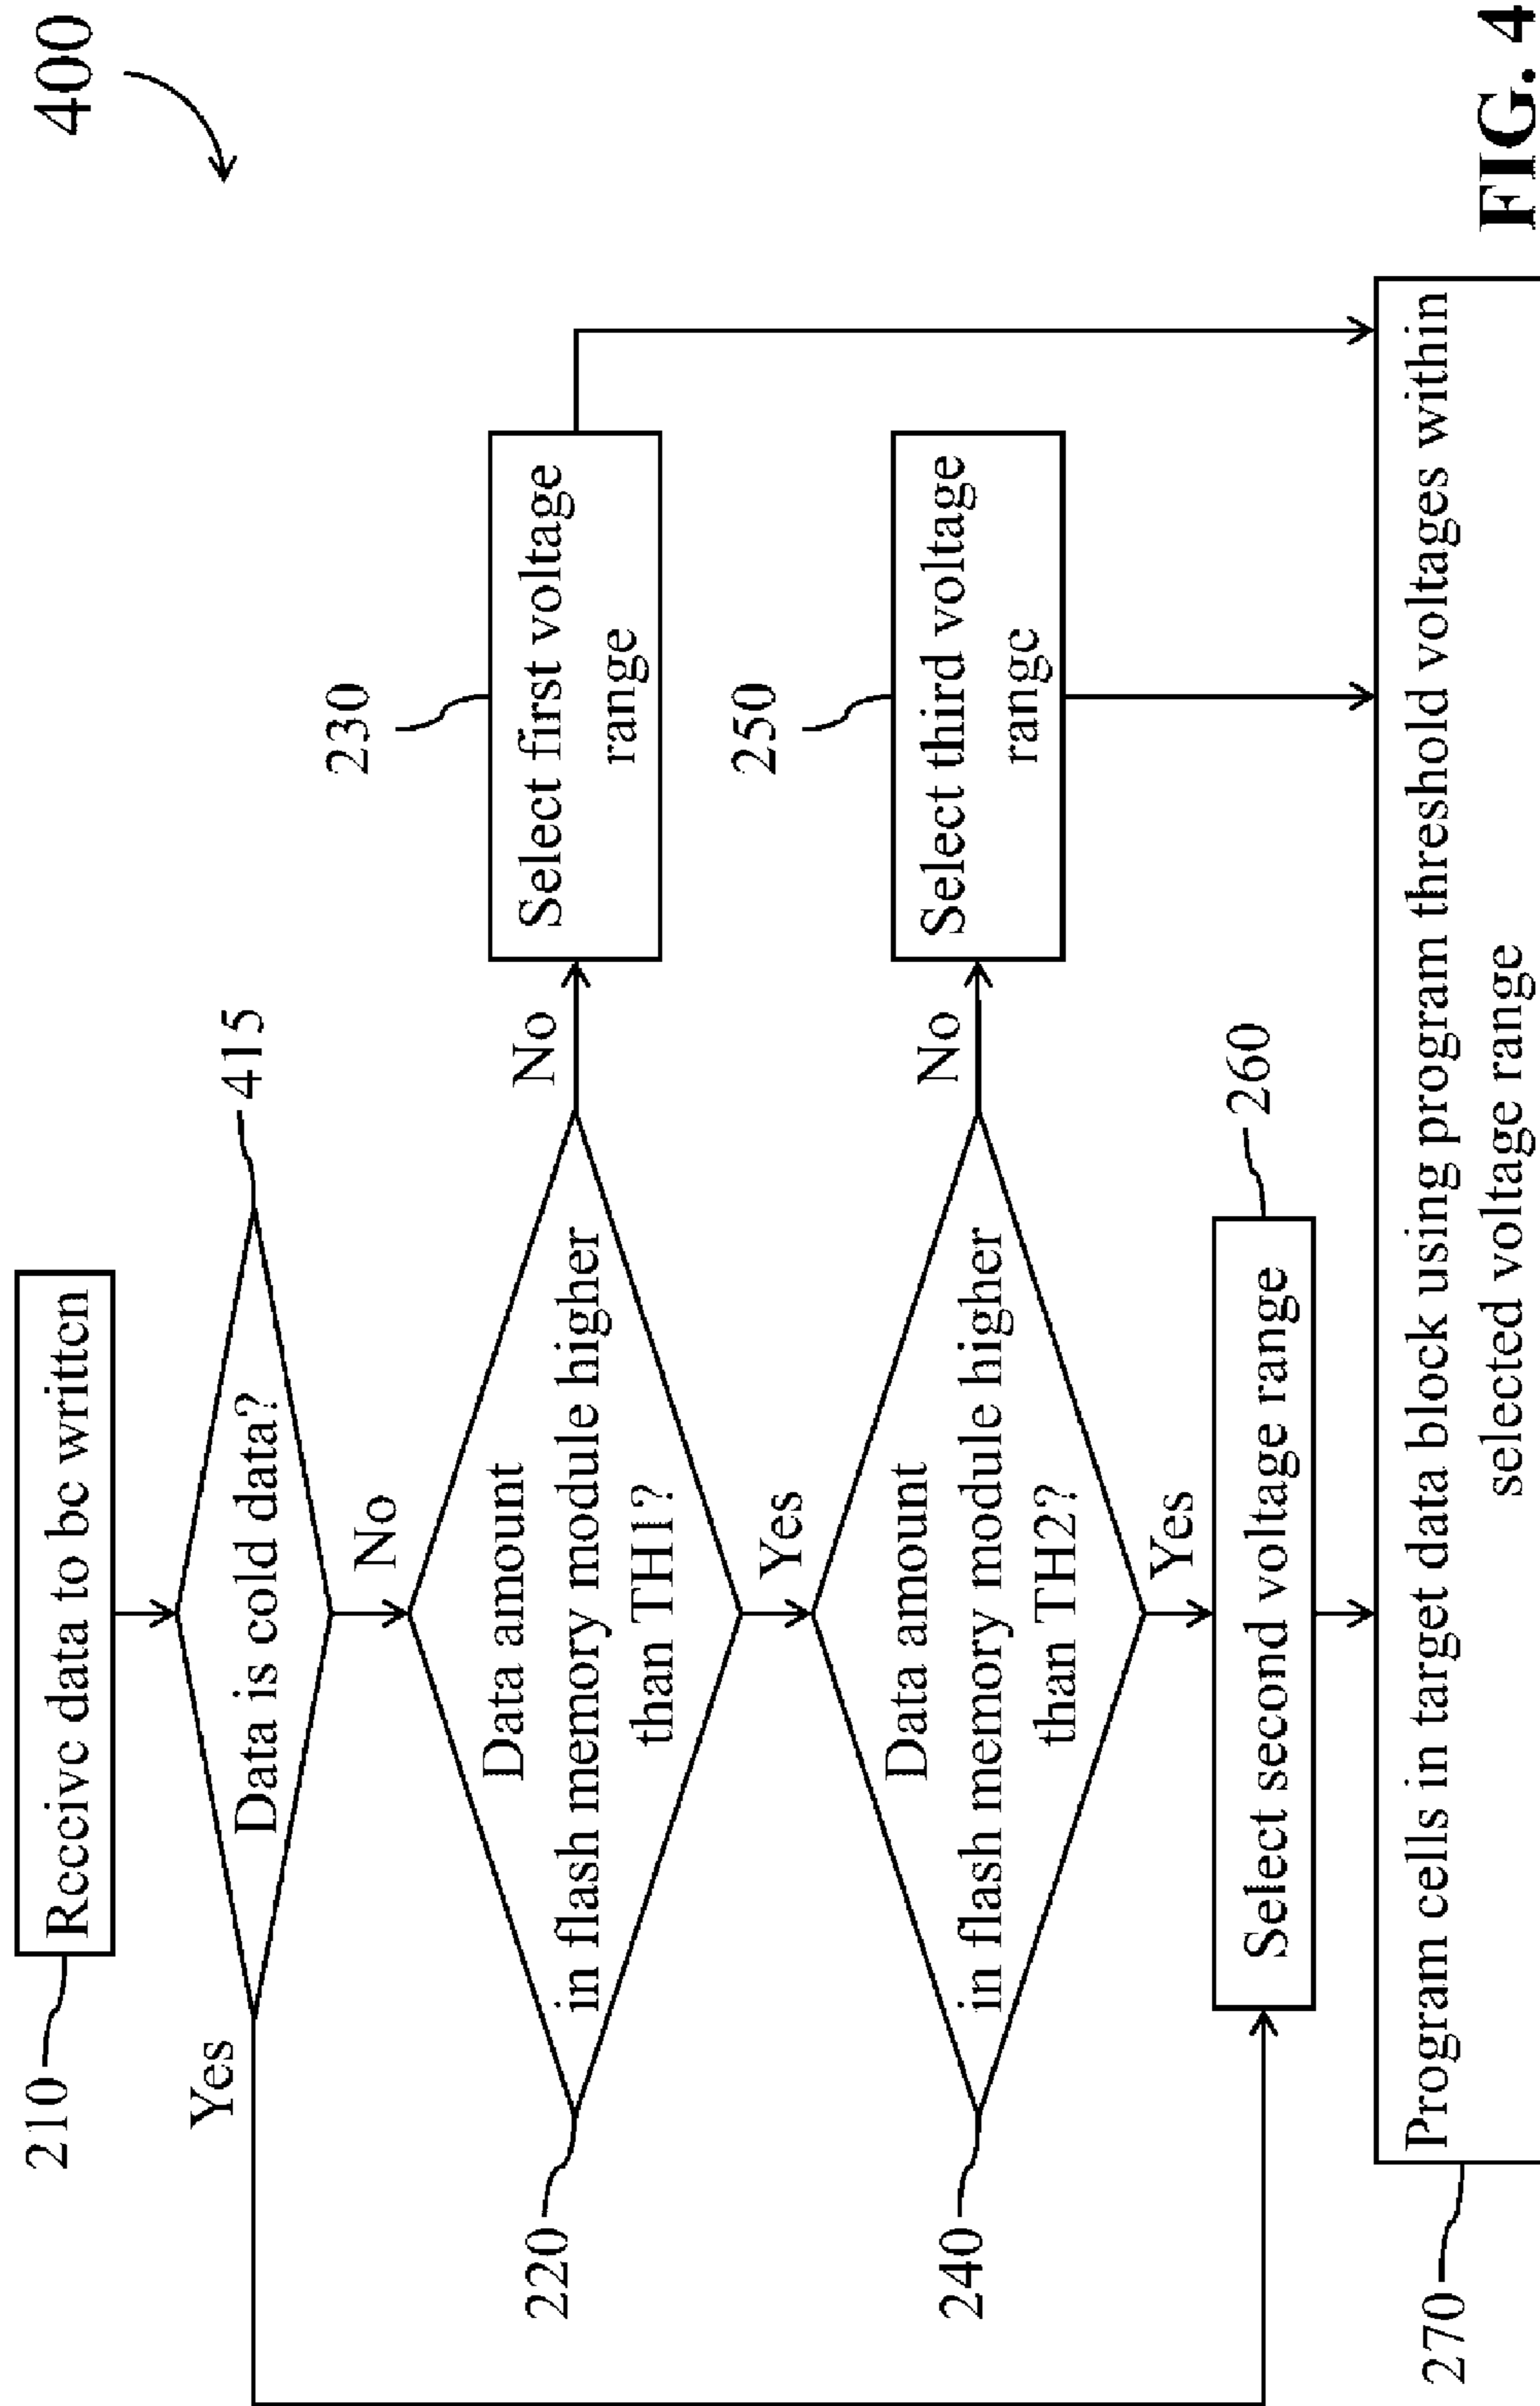 400
210
Receive data to be written
415
Data is cold data?
Yes
No
220
Data amount
in flash memory module higher
than TH1?
No
230
Select first voltage
range
Yes
240
Data amount
in flash memory module higher
than TH2?
No
250
Select third voltage
range
Yes
260
Select second voltage range
270
Program cells in target data block using program threshold voltages within
selected voltage range
FIG. 4